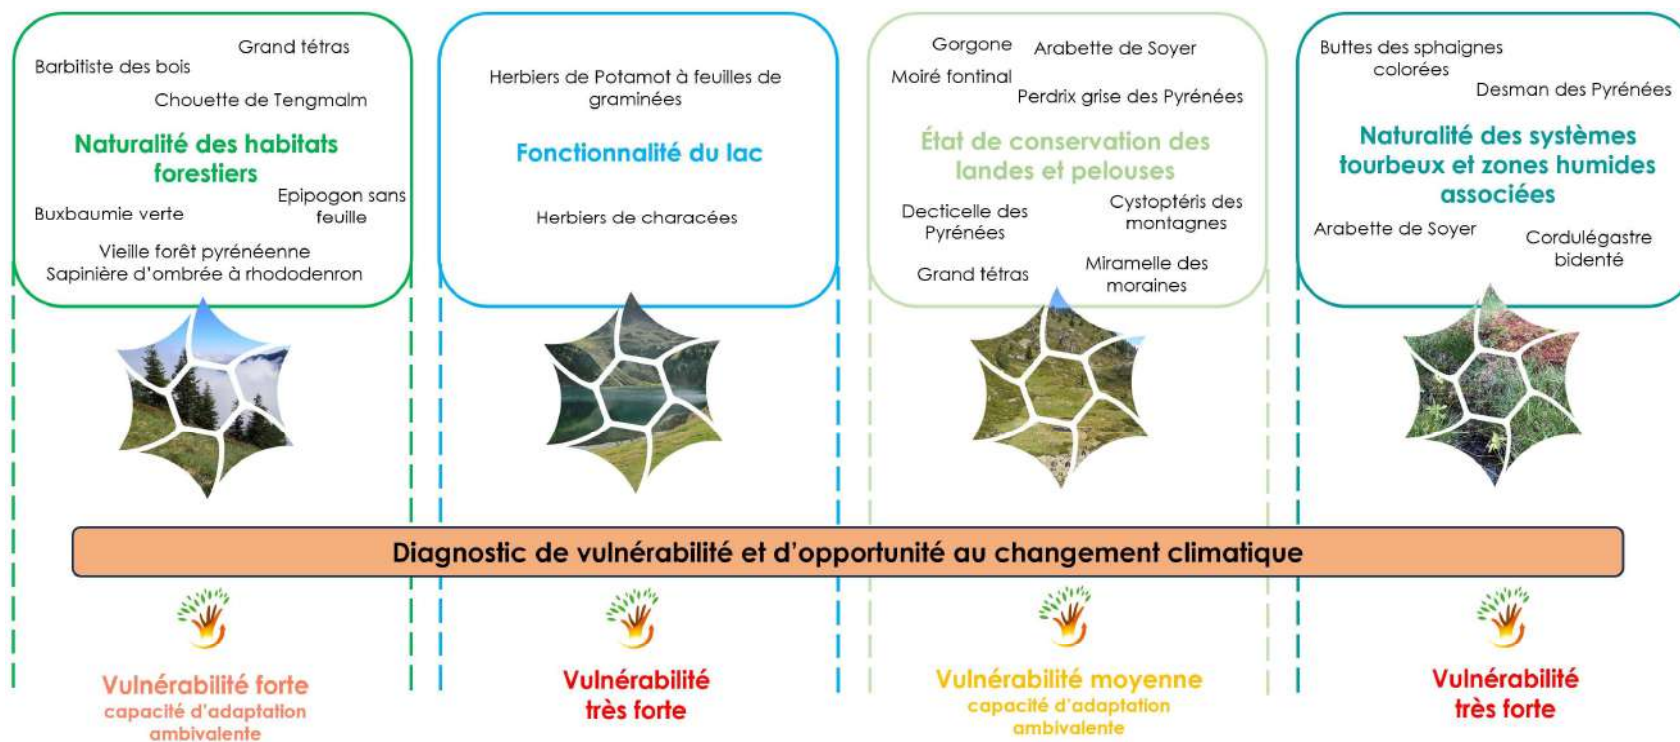 Grand tétras
Barbitiste des bois
Chouette de Tengmalm
Naturalité des habitats
forestiers
Epipogon sans
feuille
Buxbaumie verte
Vieille forêt pyrénéenne
Sapinière d'ombrée à rhododenron
Herbiers de Potamot à feuilles de
graminées
Fonctionnalité du lac
Herbiers de characées
Gorgone
Arabette de Soyer
Moiré fontinal
Perdrix grise des Pyrénées
État de conservation des
landes et pelouses
Decticelle des
Pyrénées
Cystoptéris des
montagnes
Grand tétras
Miramelle des
moraines
Buttes des sphaignes
colorées
Desman des Pyrénées
Naturalité des systèmes
tourbeux et zones humides
associées
Arabette de Soyer
Cordulégastre
bidenté
Diagnostic de vulnérabilité et d'opportunité au changement climatique
Vulnérabilité forte
capacité d'adaptation
ambivalente
Vulnérabilité
très forte
Vulnérabilité moyenne
capacité d'adaptation
ambivalente
Vulnérabilité
très forte